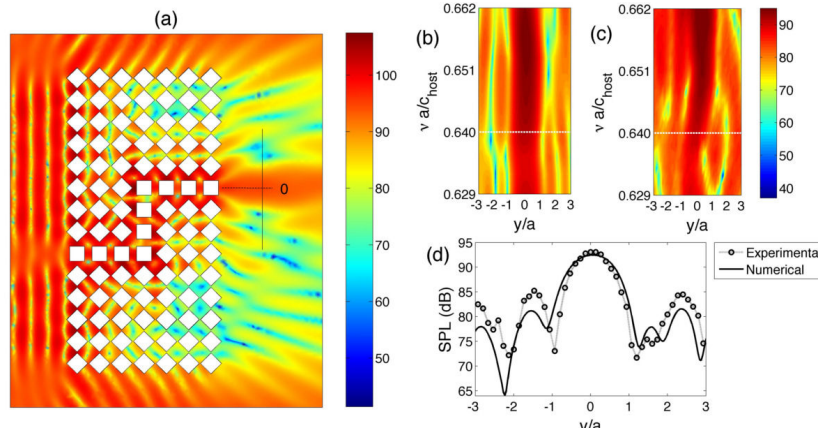 (a)
100
90
80
70
60
50
0
(b)
ν a/c_host
0.662
0.651
0.640
0.629
-3 -2 -1 0 1 2 3
y/a
(c)
ν a/c_host
0.662
0.651
0.640
0.629
-3 -2 -1 0 1 2 3
y/a
90
80
70
60
50
40
(d)
SPL (dB)
95
90
85
80
75
70
65
-3 -2 -1 0 1 2 3
y/a
Experimenta
Numerical